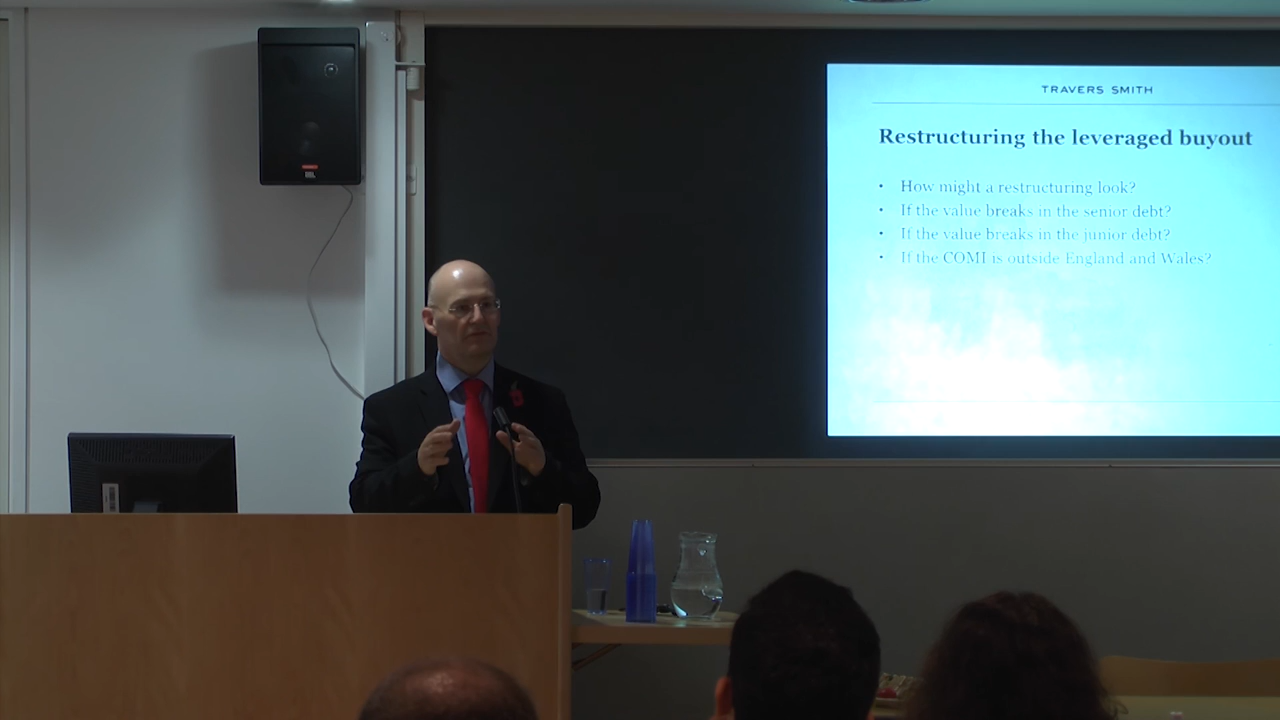 TRAVERS SMITH
Restructuring the leveraged buyout
• How might a restructuring look?
• If the value breaks in the senior debt?
• If the value breaks in the junior debt?
• If the COMI is outside England and Wales?
JBL